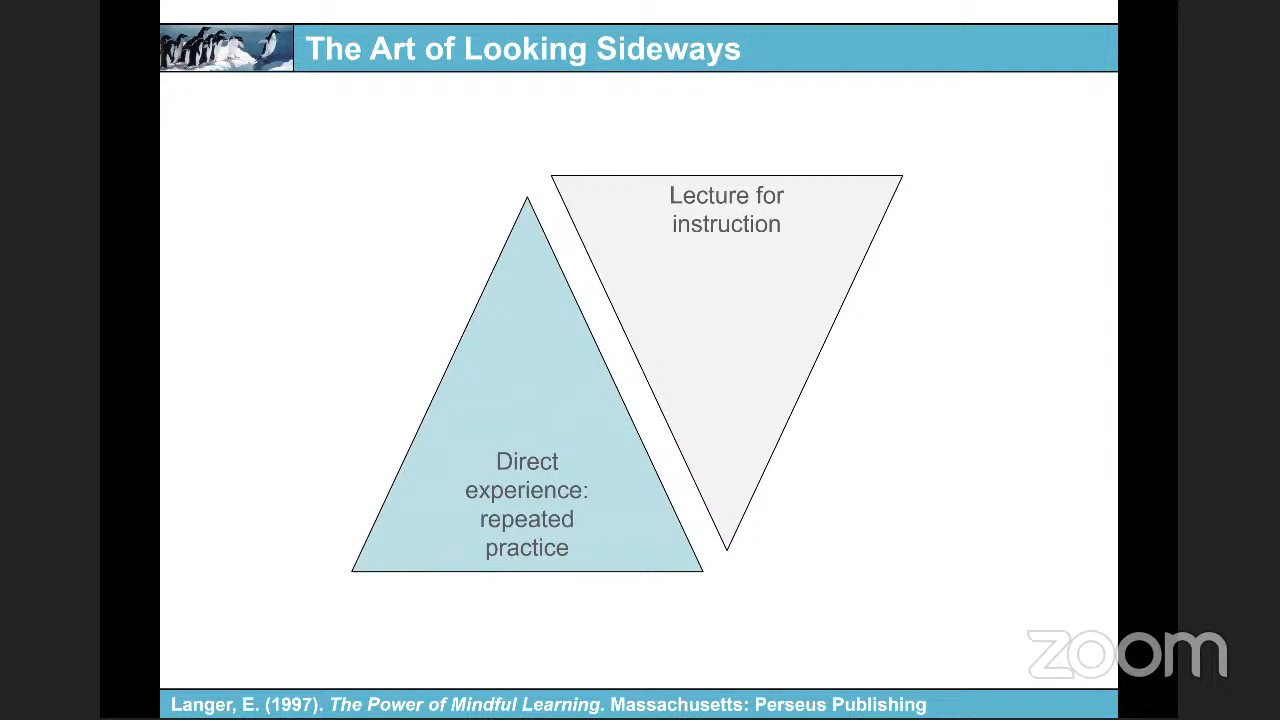 The Art of Looking Sideways
Lecture for
instruction
Direct
experience:
repeated
practice
zoom
Langer, E. (1997). The Power of Mindful Learning. Massachusetts: Perseus Publishing